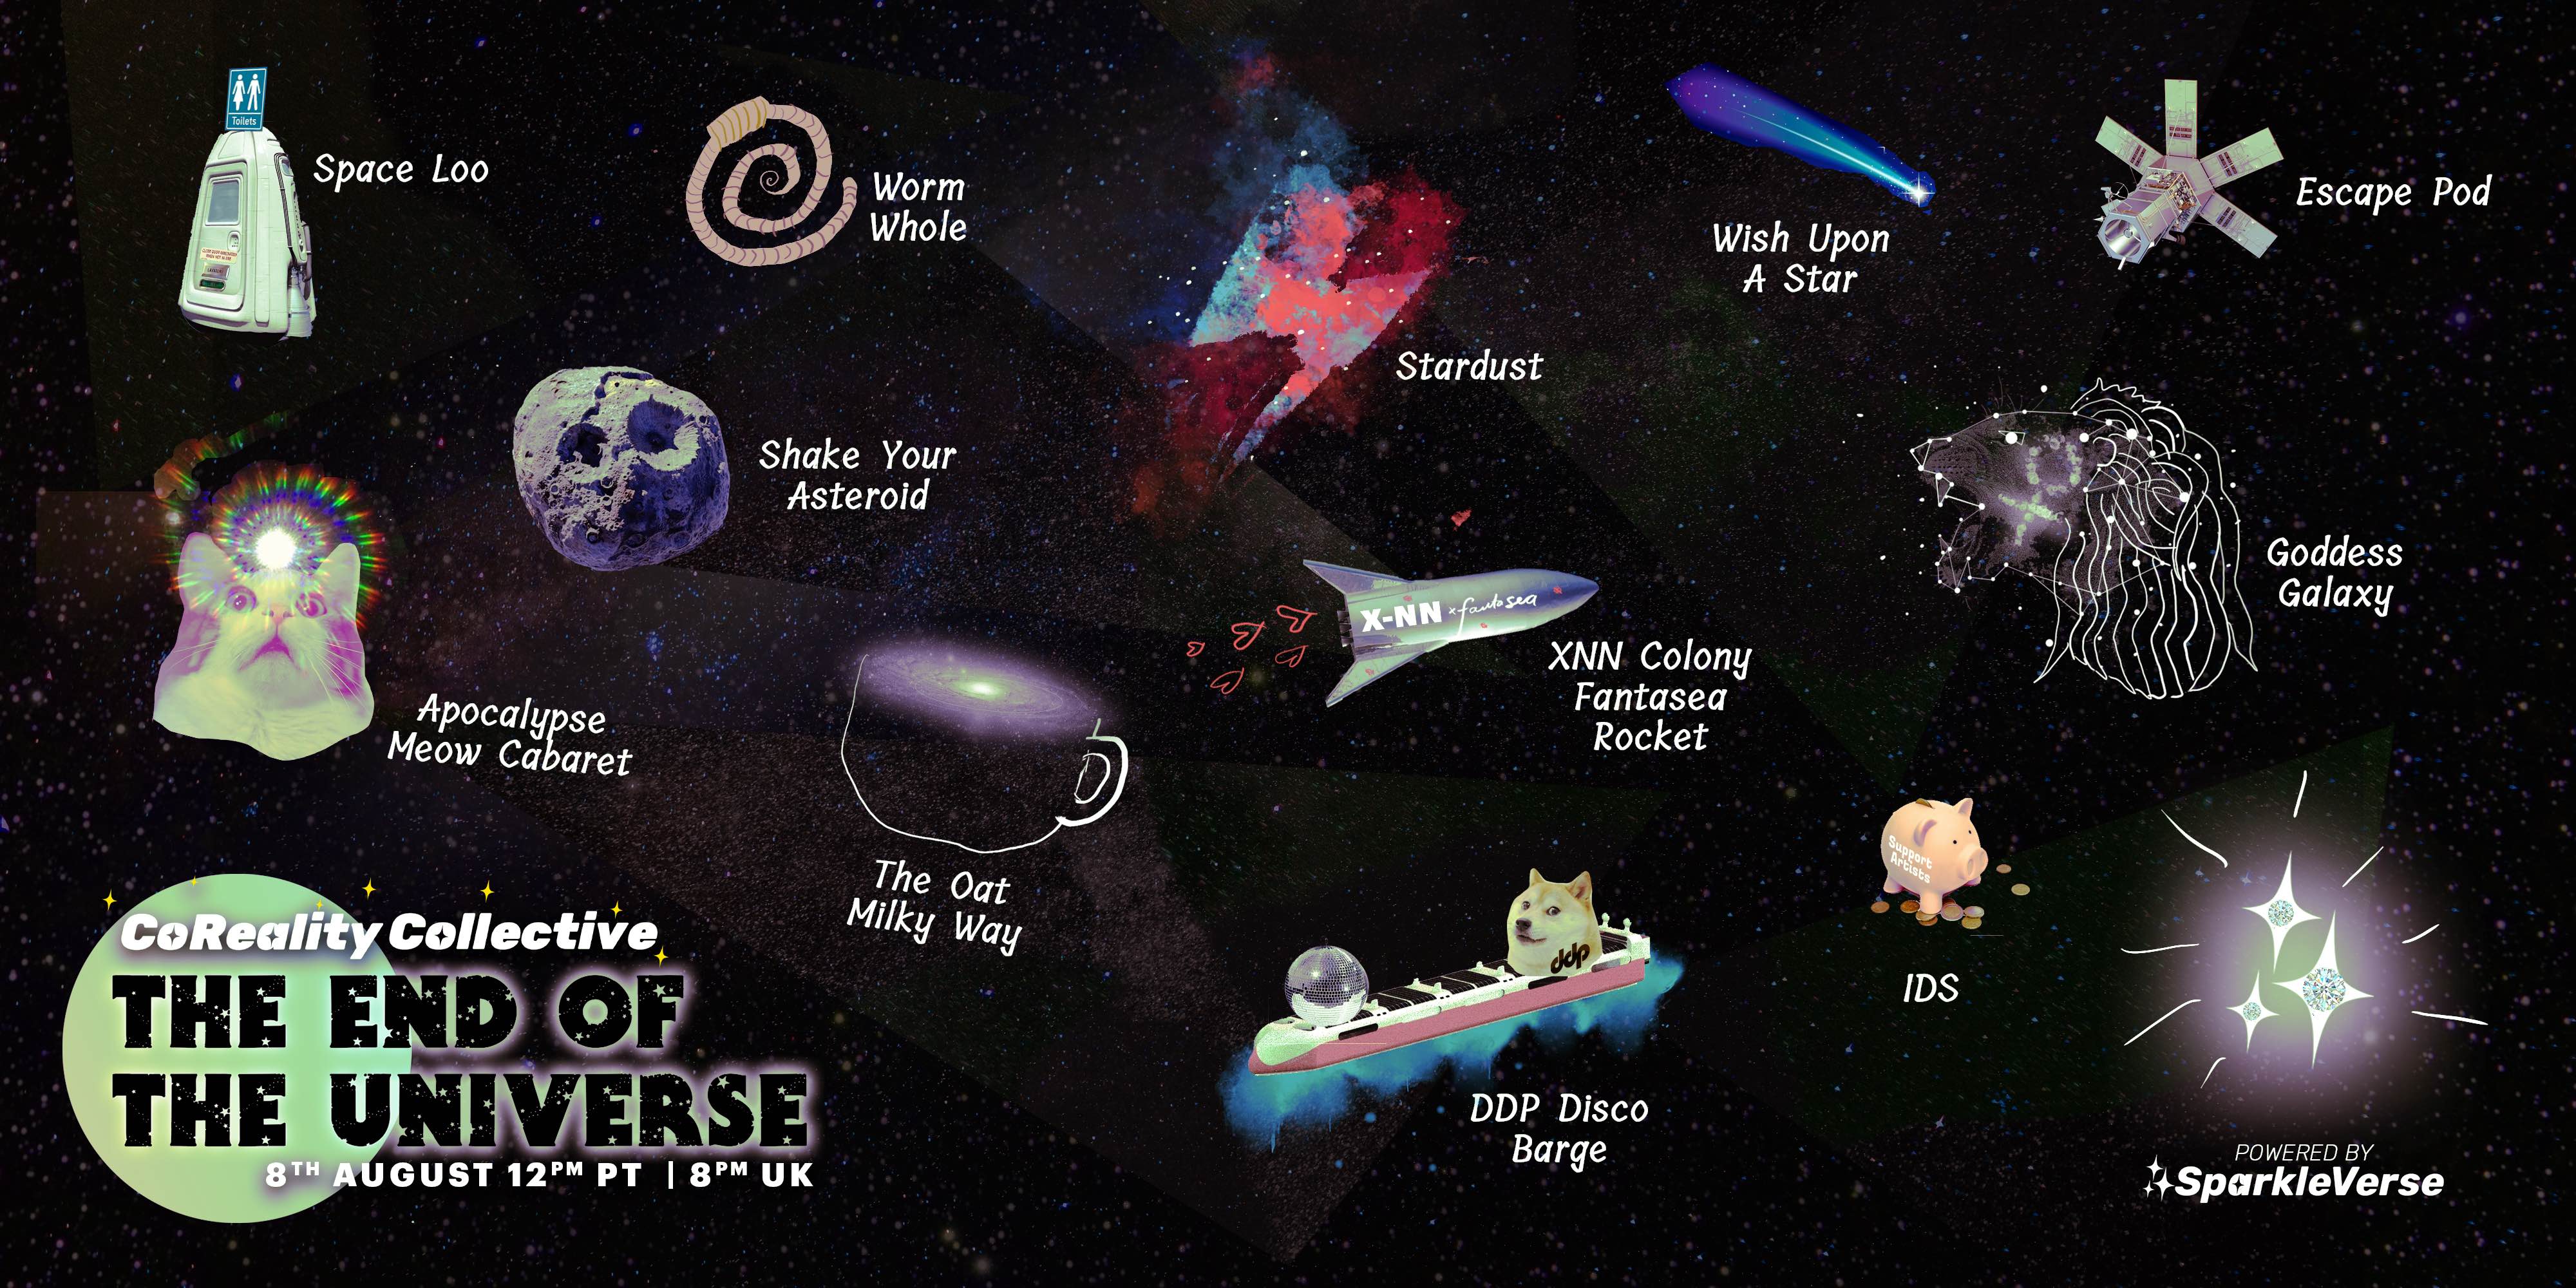 Toilets
Space Loo
Worm
Whole
Wish Upon
A Star
Escape Pod
Stardust
Shake Your
Asteroid
Goddess
Galaxy
X-NN x fantasea
XNN Colony
Fantasea
Rocket
Apocalypse
Meow Cabaret
The Oat
Milky Way
Support
Artists
IDS
ddp
DDP Disco
Barge
CoReality Collective
THE END OF
THE UNIVERSE
8TH AUGUST 12PM PT | 8PM UK
POWERED BY
SparkleVerse